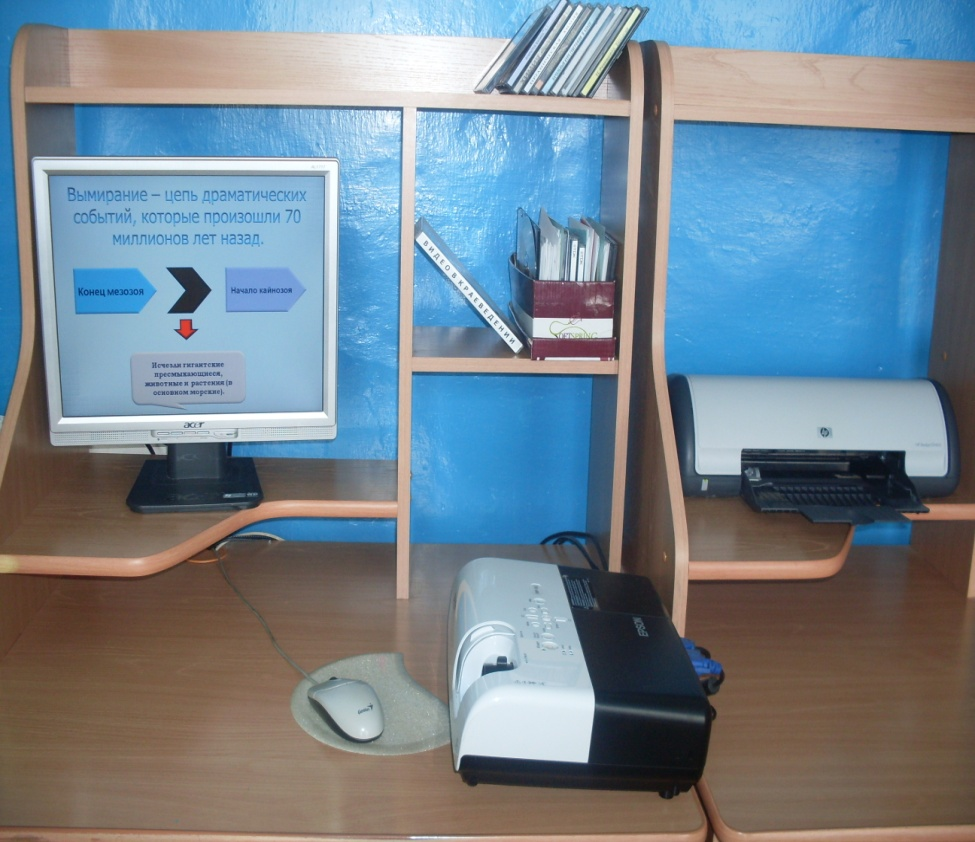 Вымирание – цепь драматических
событий, которые произошли 70
миллионов лет назад.
Конец мезозоя
Начало кайнозоя
Исчезли гигантские
пресмыкающиеся,
животные и растения (в
основном морские).
acer
ВИДЕО В КРАЕВЕДЕНИИ
hp
EPSON
Genius